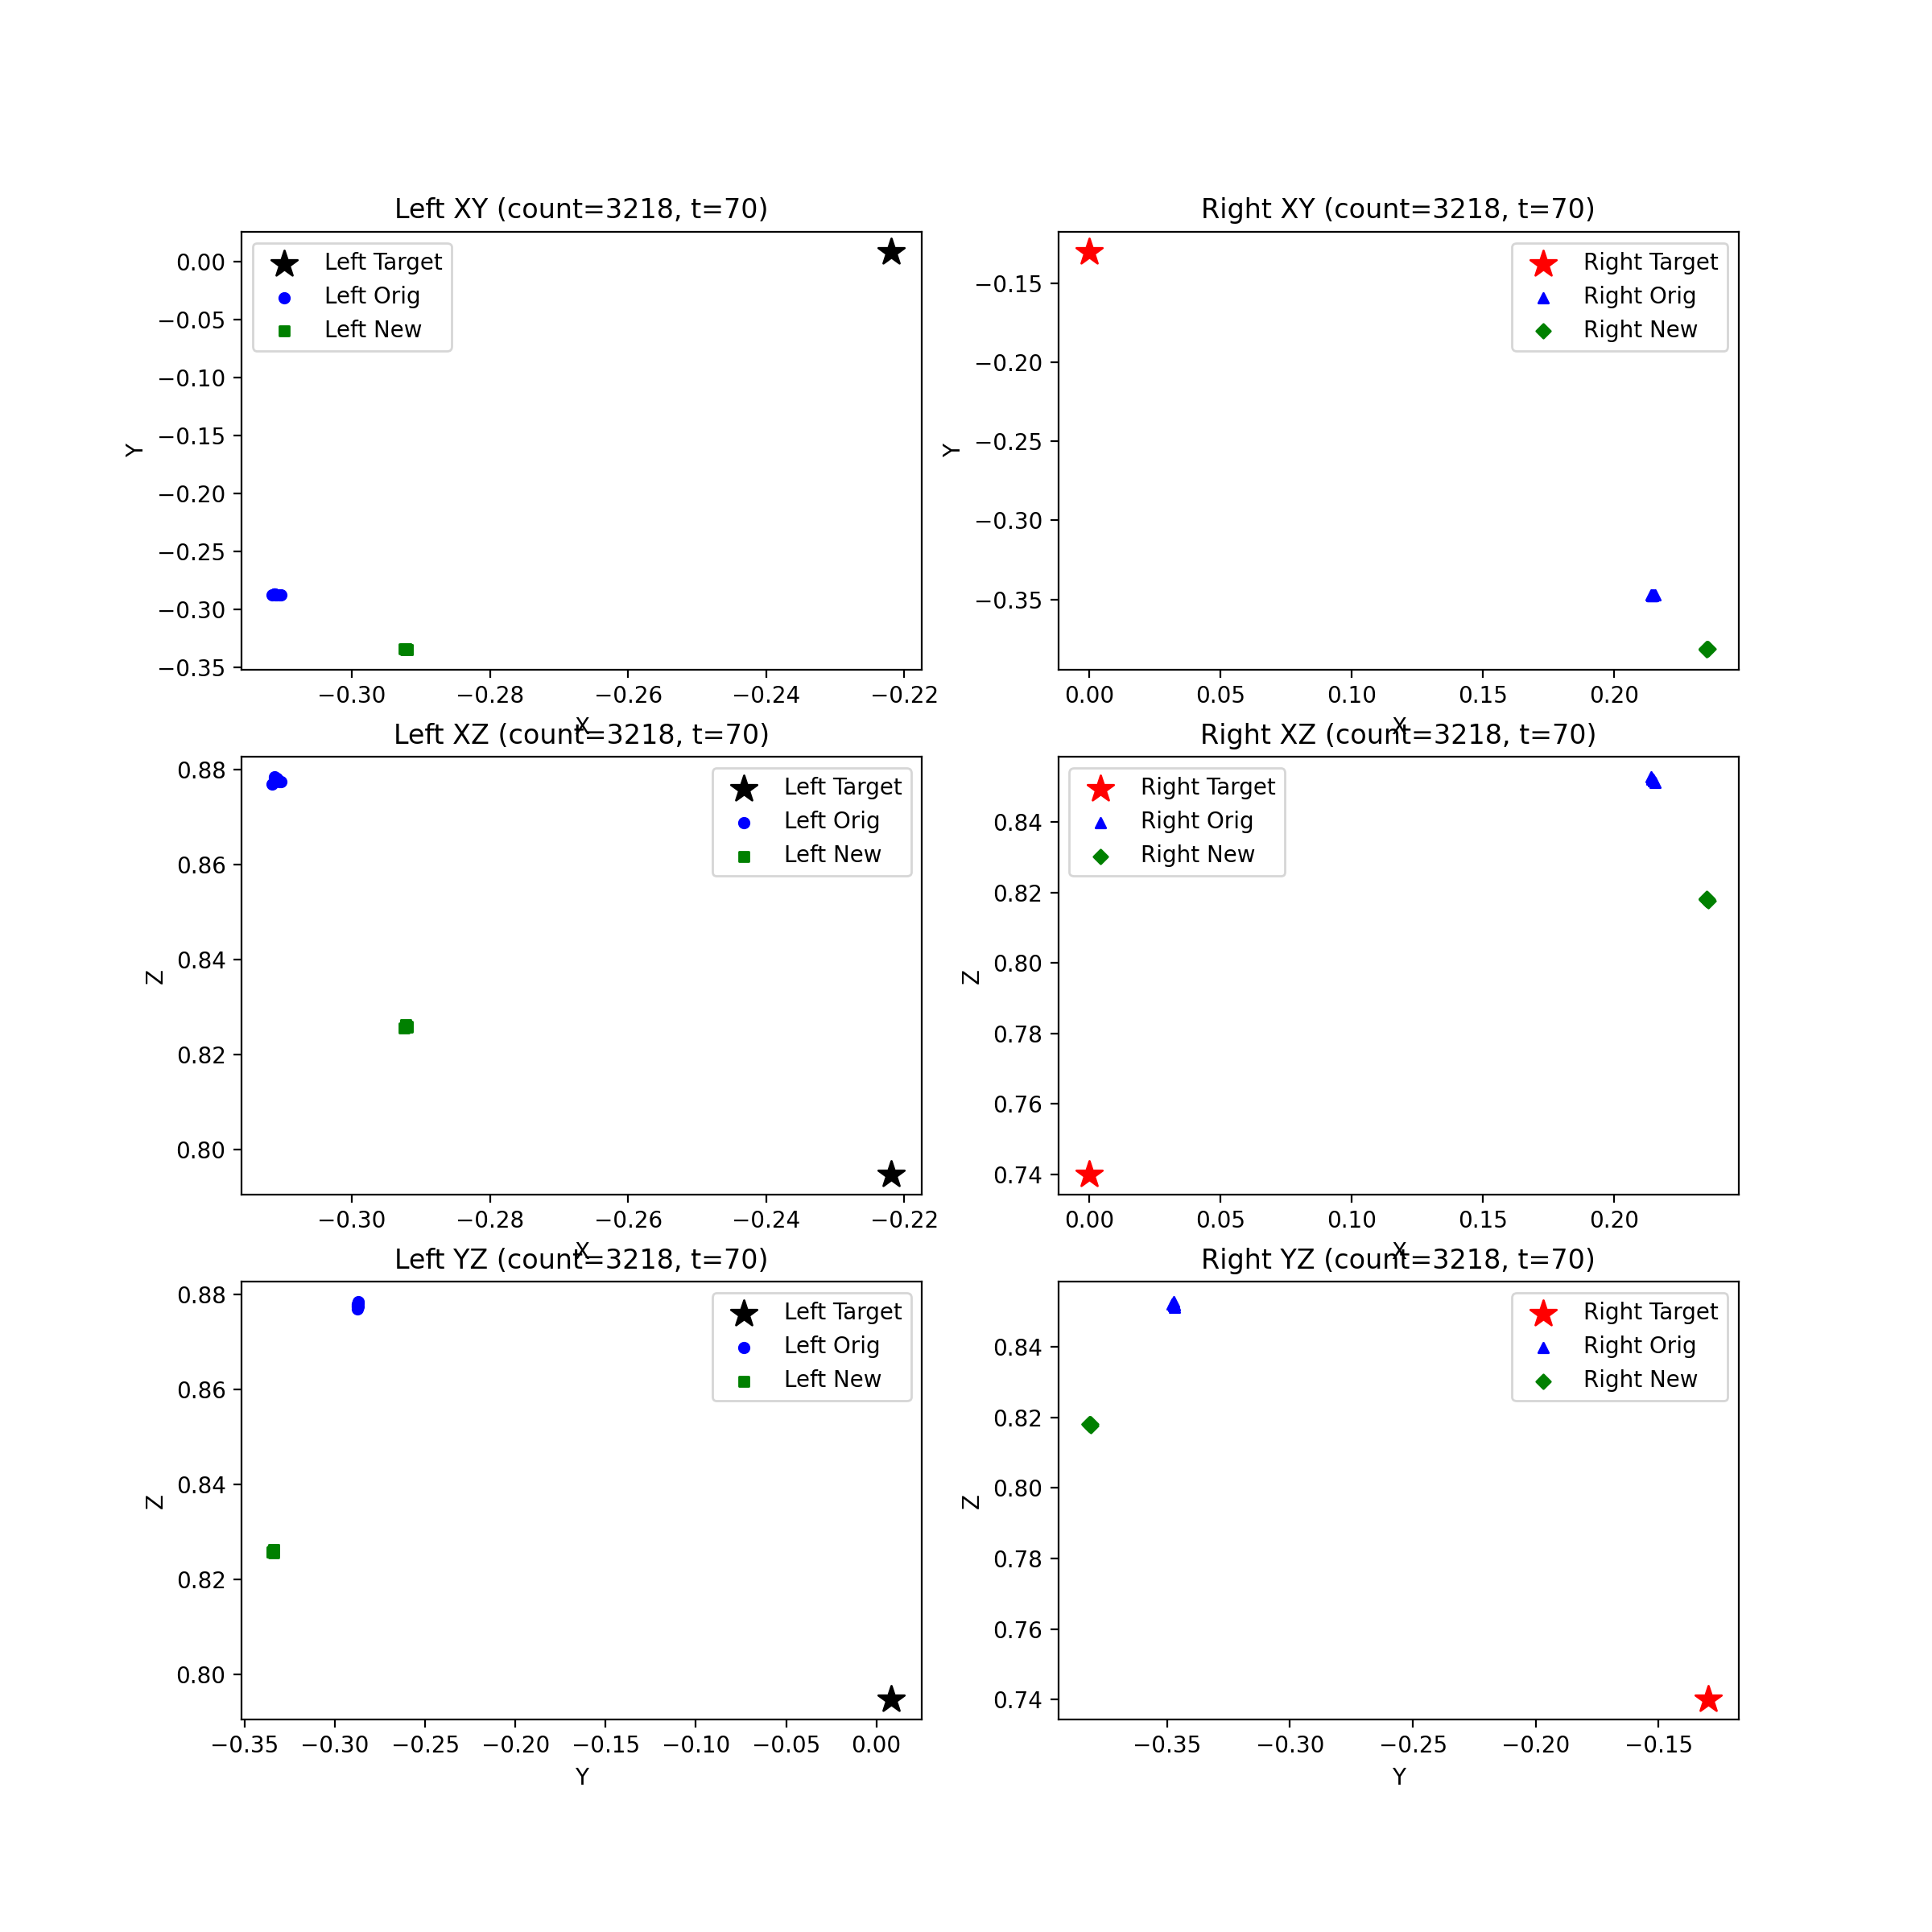 Left XY (count=3218, t=70)
Left Target
Left Orig
Left New
Y
0.00
−0.05
−0.10
−0.15
−0.20
−0.25
−0.30
−0.35
−0.30
−0.28
−0.26
−0.24
−0.22
X
Right XY (count=3218, t=70)
Right Target
Right Orig
Right New
Y
−0.15
−0.20
−0.25
−0.30
−0.35
0.00
0.05
0.10
0.15
0.20
X
Left XZ (count=3218, t=70)
Left Target
Left Orig
Left New
Z
0.88
0.86
0.84
0.82
0.80
−0.30
−0.28
−0.26
−0.24
−0.22
X
Right XZ (count=3218, t=70)
Right Target
Right Orig
Right New
Z
0.84
0.82
0.80
0.78
0.76
0.74
0.00
0.05
0.10
0.15
0.20
X
Left YZ (count=3218, t=70)
Left Target
Left Orig
Left New
Z
0.88
0.86
0.84
0.82
0.80
−0.35
−0.30
−0.25
−0.20
−0.15
−0.10
−0.05
0.00
Y
Right YZ (count=3218, t=70)
Right Target
Right Orig
Right New
Z
0.84
0.82
0.80
0.78
0.76
0.74
−0.35
−0.30
−0.25
−0.20
−0.15
Y